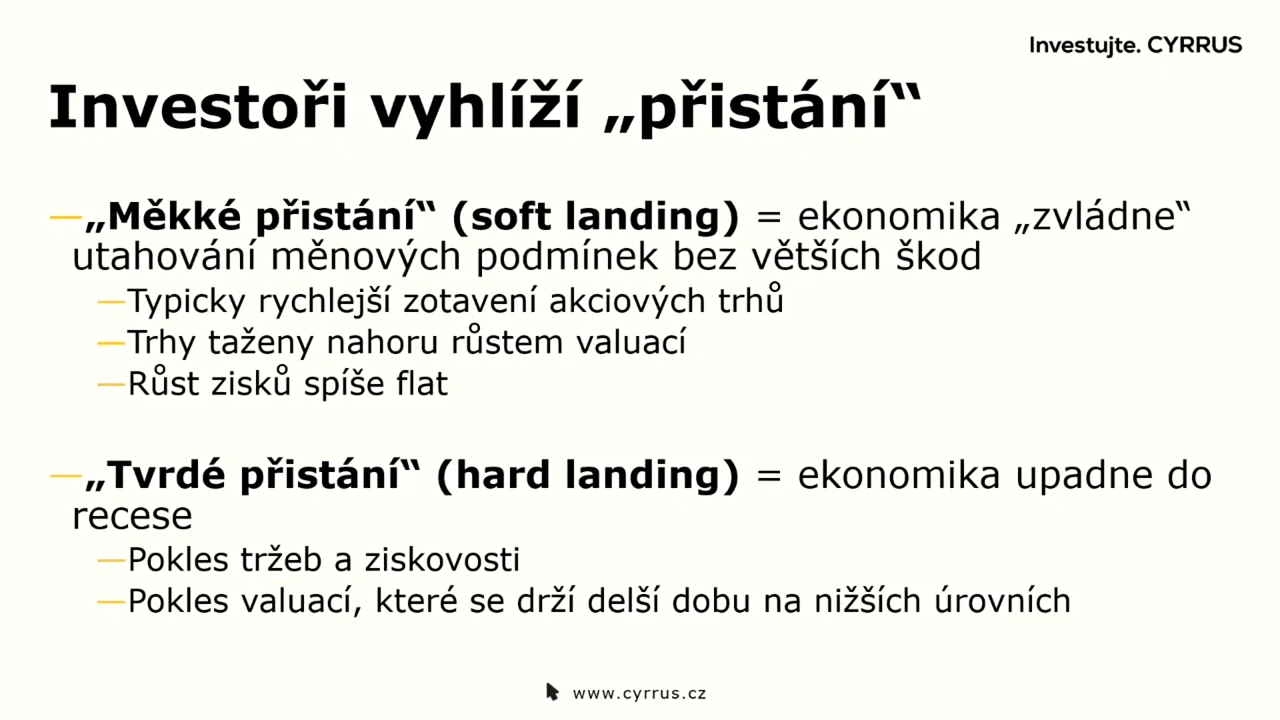 Investujte. CYRRUS
Investoři vyhlíží „přistání“
—„Měkké přistání“ (soft landing) = ekonomika „zvládne“
utahování měnových podmínek bez větších škod
—Typicky rychlejší zotavení akciových trhů
—Trhy taženy nahoru růstem valuací
—Růst zisků spíše flat
—„Tvrdé přistání“ (hard landing) = ekonomika upadne do
recese
—Pokles tržeb a ziskovosti
—Pokles valuací, které se drží delší dobu na nižších úrovních
www.cyrrus.cz